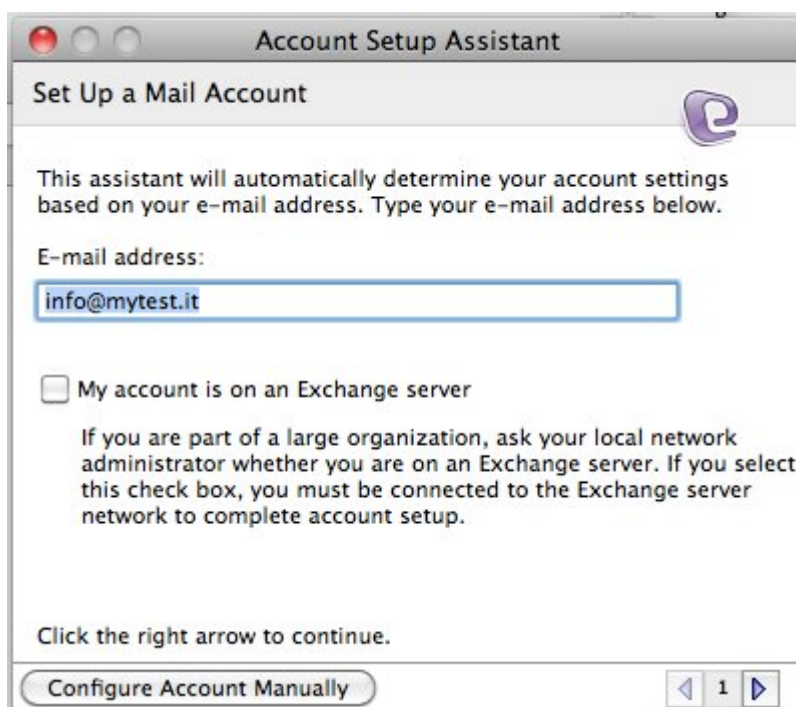 Account Setup Assistant
Set Up a Mail Account
This assistant will automatically determine your account settings
based on your e-mail address. Type your e-mail address below.
E-mail address:
info@mytest.it
My account is on an Exchange server
If you are part of a large organization, ask your local network
administrator whether you are on an Exchange server. If you select
this check box, you must be connected to the Exchange server
network to complete account setup.
Click the right arrow to continue.
Configure Account Manually
1